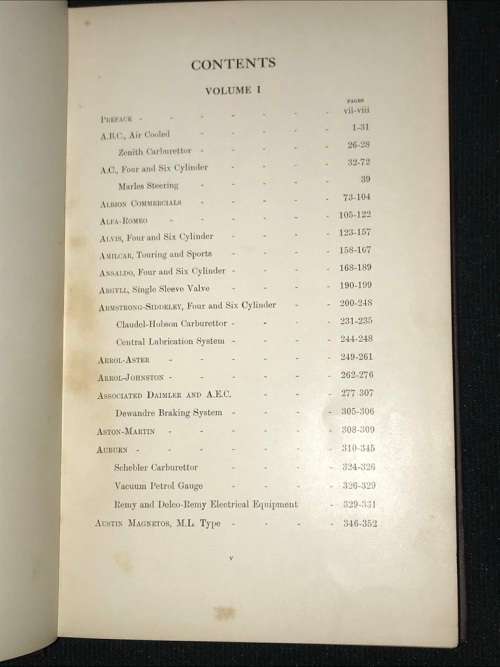 CONTENTS
VOLUME I
PAGES
PREFACE - - - - - - - vii-viii
A.B.C., Air Cooled - - - - - 1-31
Zenith Carburettor - - - - - 26-28
A.C., Four and Six Cylinder - - - - 32-72
Marles Steering - - - - - 39
ALBION COMMERCIALS - - - - - 73-104
ALFA-ROMEO - - - - - - 105-122
ALVIS, Four and Six Cylinder - - - - 123-157
AMILCAR, Touring and Sports - - - - 158-167
ANSALDO, Four and Six Cylinder - - - - 168-189
ARGYLL, Single Sleeve Valve - - - - 190-199
ARMSTRONG-SIDDELEY, Four and Six Cylinder - - 200-248
Claudel-Hobson Carburettor - - - - 231-235
Central Lubrication System - - - - 244-248
ARROL-ASTER - - - - - - 249-261
ARROL-JOHNSTON - - - - - - 262-276
ASSOCIATED DAIMLER AND A.E.C. - - - 277-307
Dewandre Braking System - - - - 305-306
ASTON-MARTIN - - - - - - 308-309
AUBURN - - - - - - - 310-345
Schebler Carburettor - - - - 324-326
Vacuum Petrol Gauge - - - - 326-329
Remy and Delco-Remy Electrical Equipment - 329-331
AUSTIN MAGNETOS, M.L. Type - - - - 346-352
v